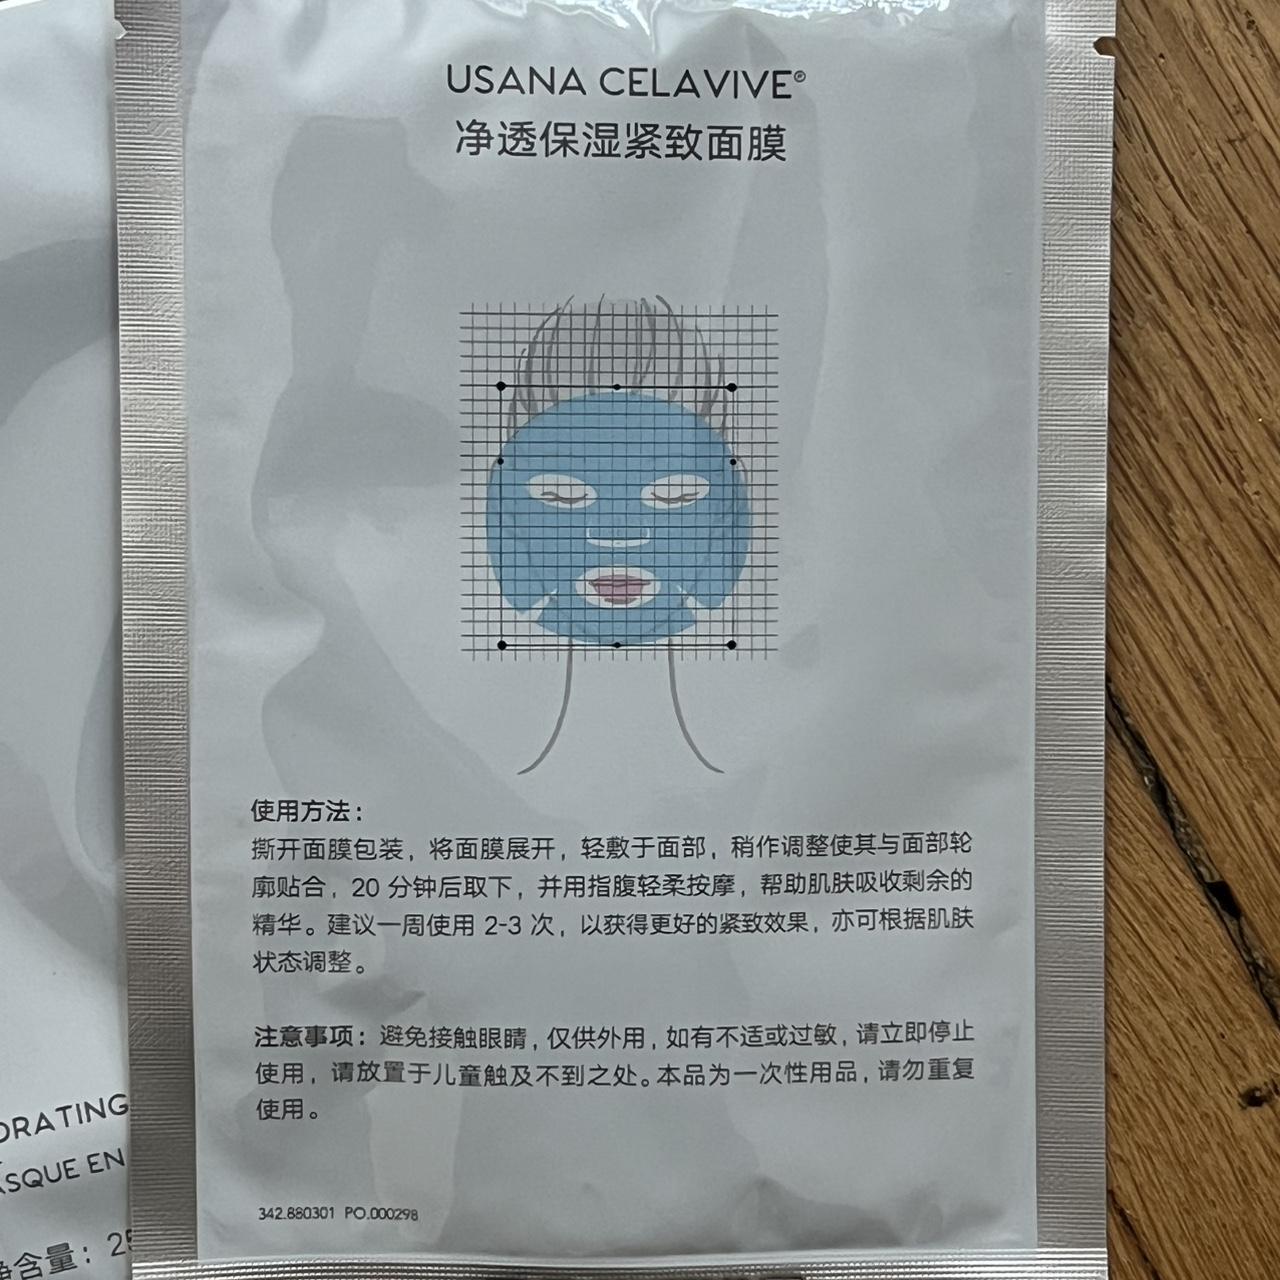 USANA CELAVIVE®
净透保湿紧致面膜
使用方法：
撕开面膜包装，将面膜展开，轻敷于面部，稍作调整使其与面部轮
廓贴合，20 分钟后取下，并用指腹轻柔按摩，帮助肌肤吸收剩余的
精华。建议一周使用 2-3 次，以获得更好的紧致效果，亦可根据肌肤
状态调整。
注意事项：避免接触眼睛，仅供外用，如有不适或过敏，请立即停止
使用，请放置于儿童触及不到之处。本品为一次性用品，请勿重复
使用。
342.880301 PO.000298
DRATING
ASQUE EN
净含量：25